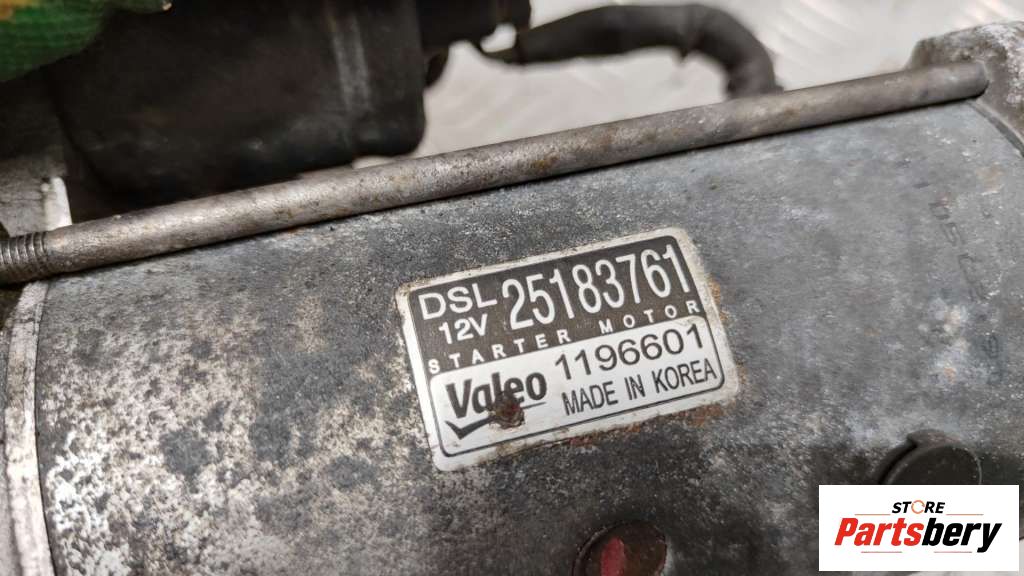 DSL 25183761
12V
STARTER MOTOR
Valeo 1196601
MADE IN KOREA
STORE
Partsbery